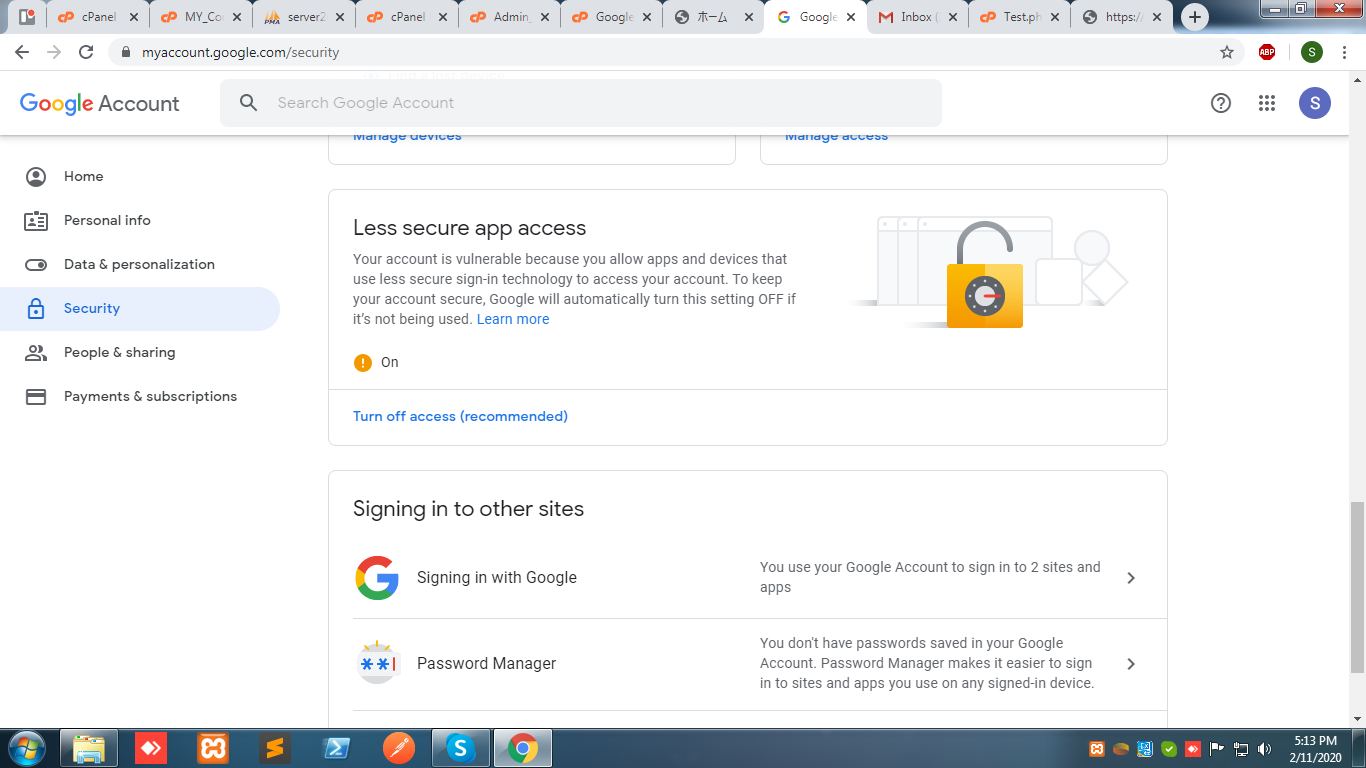 cPanel
MY_Co
server2
cPanel
Admin_
Google
ホーム
Google
Inbox (
Test.ph
https:/
myaccount.google.com/security
ABP
S
Google Account
Search Google Account
S
Manage devices
Manage access
Home
Personal info
Data & personalization
Security
People & sharing
Payments & subscriptions
Less secure app access
Your account is vulnerable because you allow apps and devices that
use less secure sign-in technology to access your account. To keep
your account secure, Google will automatically turn this setting OFF if
it's not being used. Learn more
On
Turn off access (recommended)
Signing in to other sites
Signing in with Google
You use your Google Account to sign in to 2 sites and
apps
Password Manager
You don't have passwords saved in your Google
Account. Password Manager makes it easier to sign
in to sites and apps you use on any signed-in device.
5:13 PM
2/11/2020